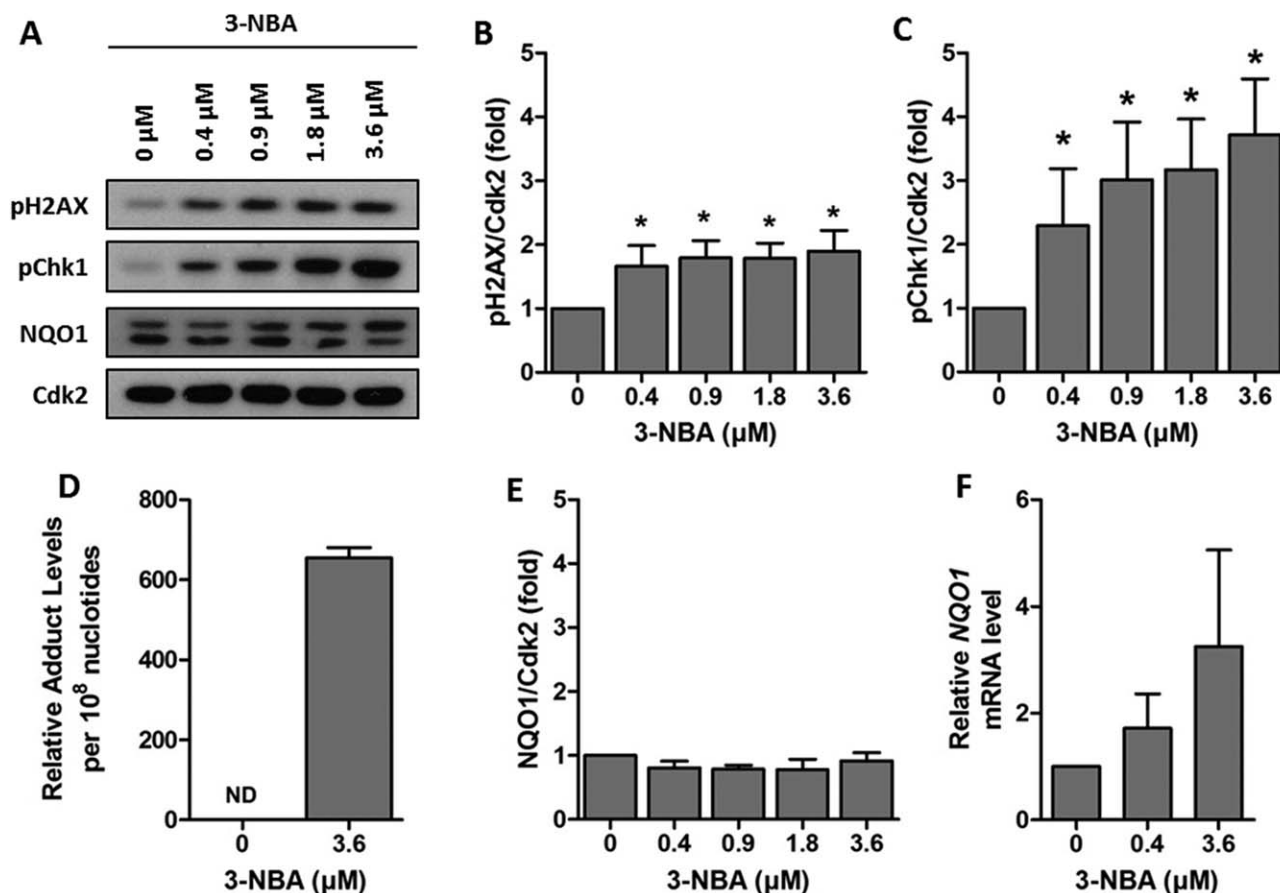 A
3-NBA
0 µM
0.4 µM
0.9 µM
1.8 µM
3.6 µM
pH2AX
pChk1
NQO1
Cdk2
B
pH2AX/Cdk2 (fold)
5
4
3
2
1
0
* * * *
0 0.4 0.9 1.8 3.6
3-NBA (µM)
C
pChk1/Cdk2 (fold)
5
4
3
2
1
0
* * * *
0 0.4 0.9 1.8 3.6
3-NBA (µM)
D
Relative Adduct Levels
per 10⁸ nuclotides
800
600
400
200
0
ND
0 3.6
3-NBA (µM)
E
NQO1/Cdk2 (fold)
5
4
3
2
1
0
0 0.4 0.9 1.8 3.6
3-NBA (µM)
F
Relative NQO1
mRNA level
6
4
2
0
0 0.4 3.6
3-NBA (µM)